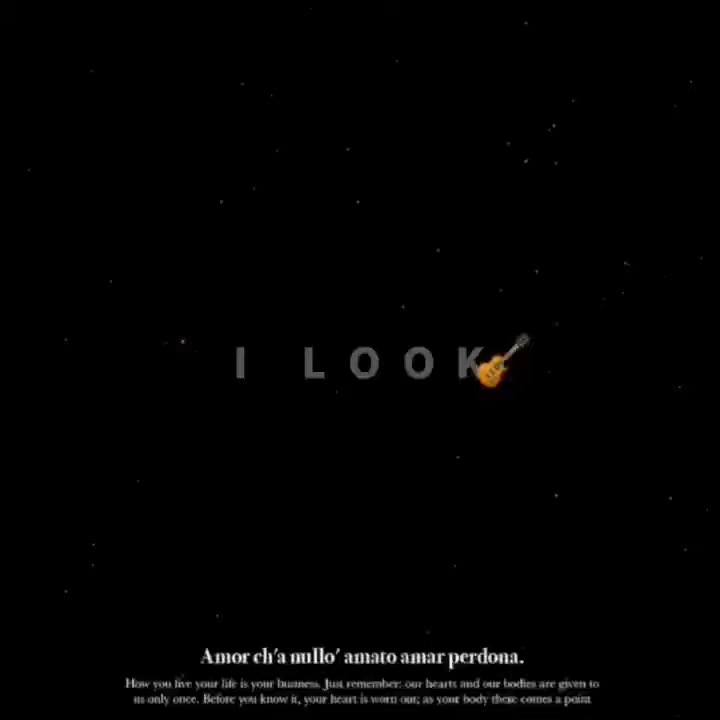 I LOOK
Amor ch'a nullo' amato amar perdona.
How you live your life is your business. Just remember: our hearts and our bodies are given to
us only once. Before you know it, your heart is worn out; as your body there comes a point